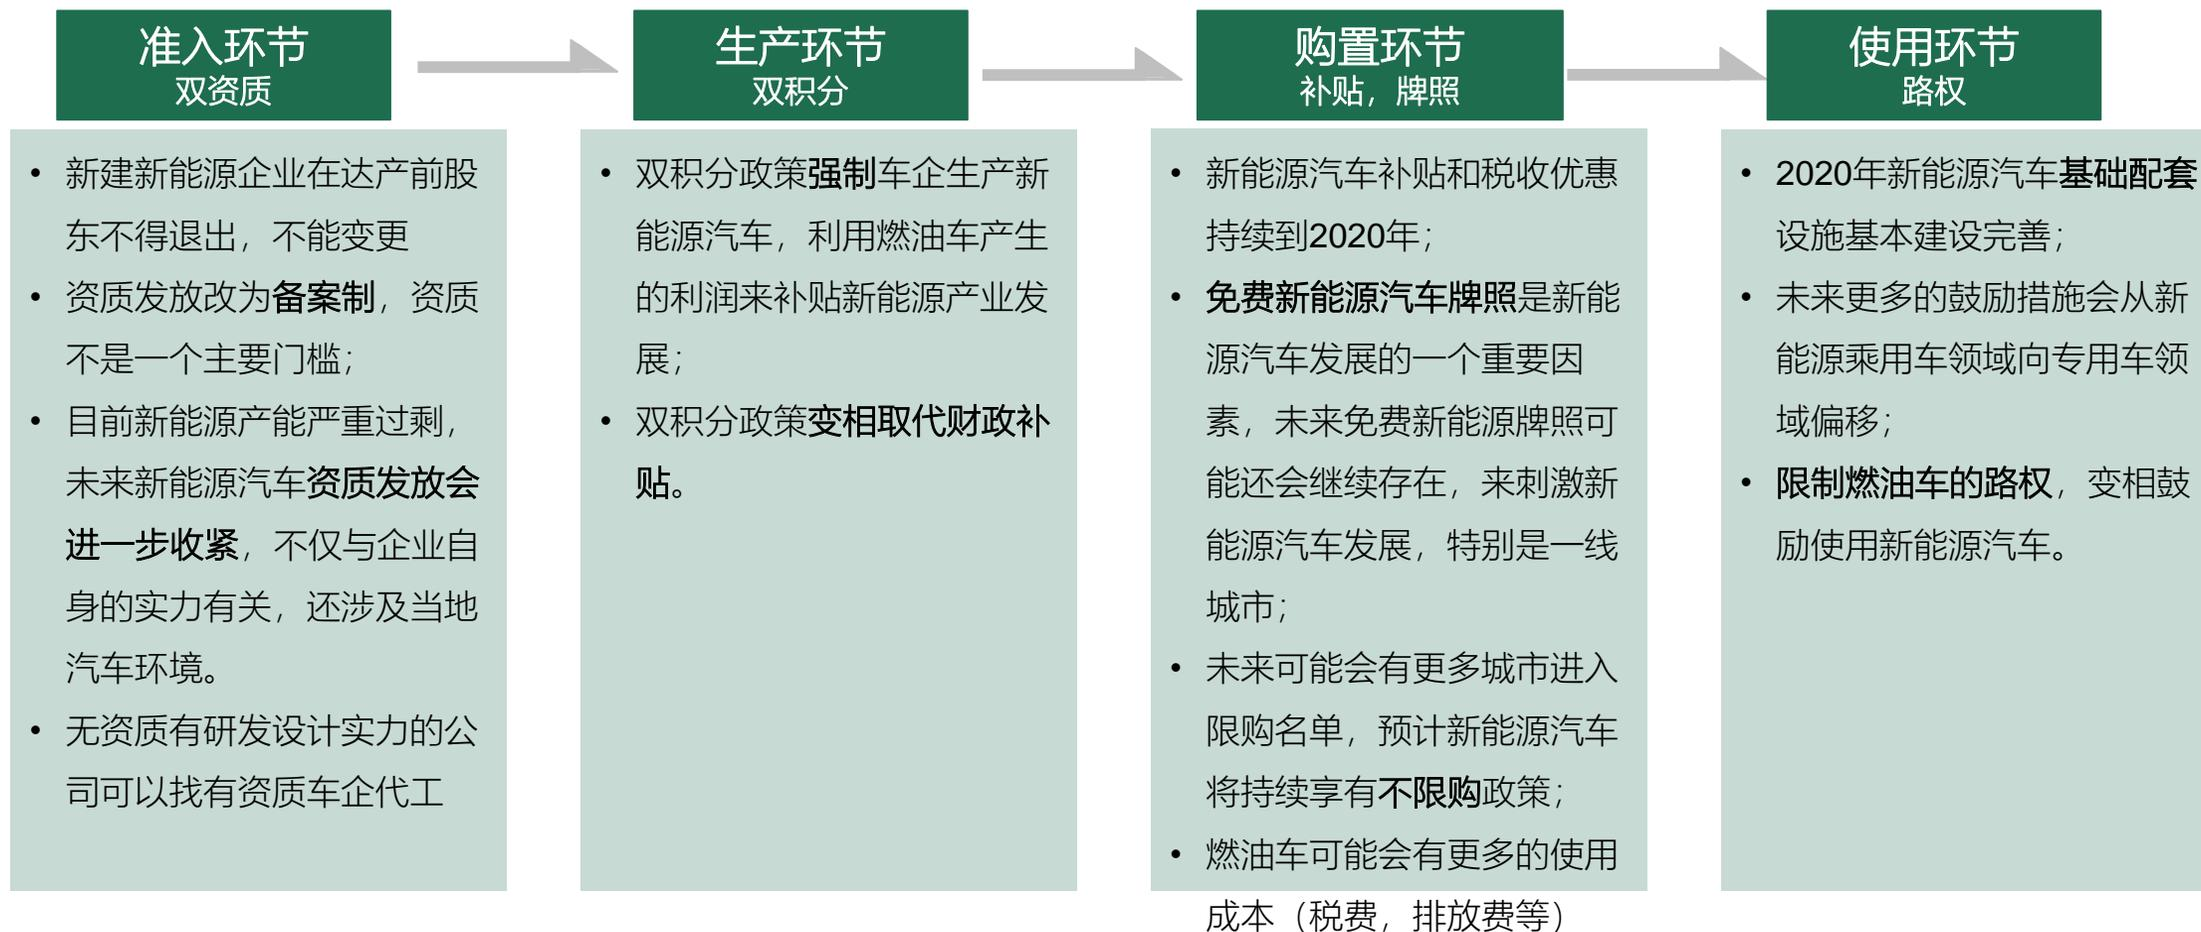 准入环节
双资质
• 新建新能源企业在达产前股
东不得退出，不能变更
• 资质发放改为备案制，资质
不是一个主要门槛；
• 目前新能源产能严重过剩，
未来新能源汽车资质发放会
进一步收紧，不仅与企业自
身的实力有关，还涉及当地
汽车环境。
• 无资质有研发设计实力的公
司可以找有资质车企代工
生产环节
双积分
• 双积分政策强制车企生产新
能源汽车，利用燃油车产生
的利润来补贴新能源产业发
展；
• 双积分政策变相取代财政补
贴。
购置环节
补贴，牌照
• 新能源汽车补贴和税收优惠
持续到2020年；
• 免费新能源汽车牌照是新能
源汽车发展的一个重要因
素，未来免费新能源牌照可
能还会继续存在，来刺激新
能源汽车发展，特别是一线
城市；
• 未来可能会有更多城市进入
限购名单，预计新能源汽车
将持续享有不限购政策；
• 燃油车可能会有更多的使用
成本（税费，排放费等）
使用环节
路权
• 2020年新能源汽车基础配套
设施基本建设完善；
• 未来更多的鼓励措施会从新
能源乘用车领域向专用车领
域偏移；
• 限制燃油车的路权，变相鼓
励使用新能源汽车。